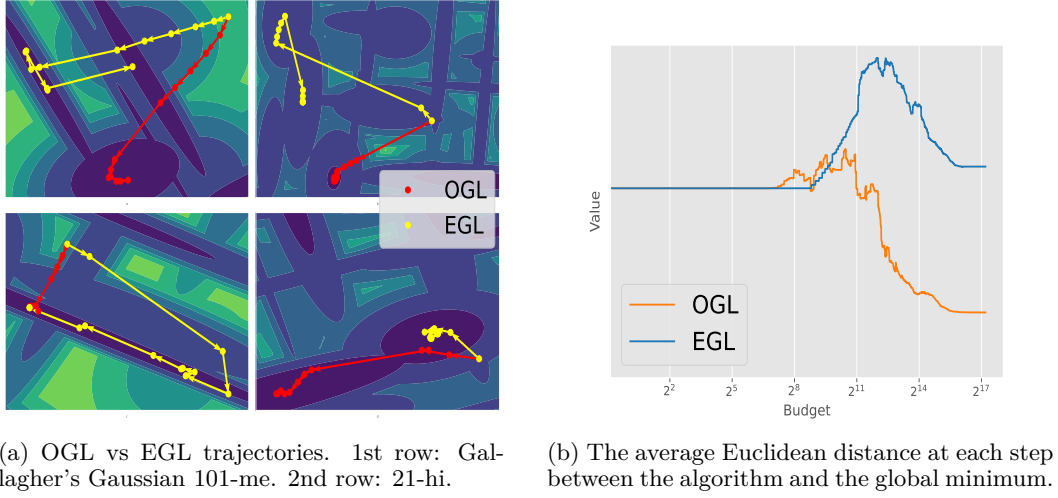 OGL
EGL
Value
OGL
EGL
2^2 2^5 2^8 2^11 2^14 2^17
Budget
(a) OGL vs EGL trajectories. 1st row: Gal-
lagher's Gaussian 101-me. 2nd row: 21-hi.
(b) The average Euclidean distance at each step
between the algorithm and the global minimum.